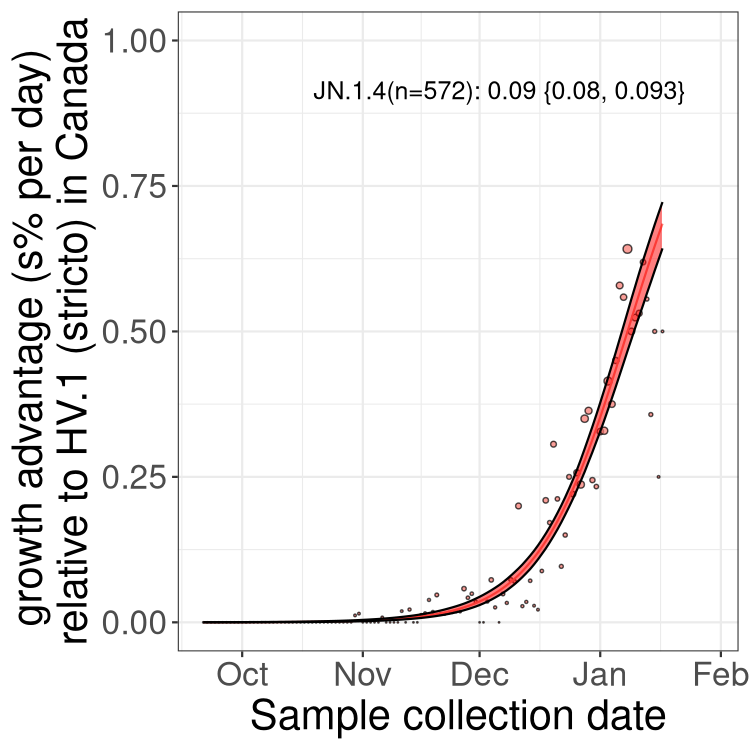 growth advantage (s% per day)
relative to HV.1 (stricto) in Canada
1.00
0.75
0.50
0.25
0.00
JN.1.4(n=572): 0.09 {0.08, 0.093}
Oct Nov Dec Jan Feb
Sample collection date